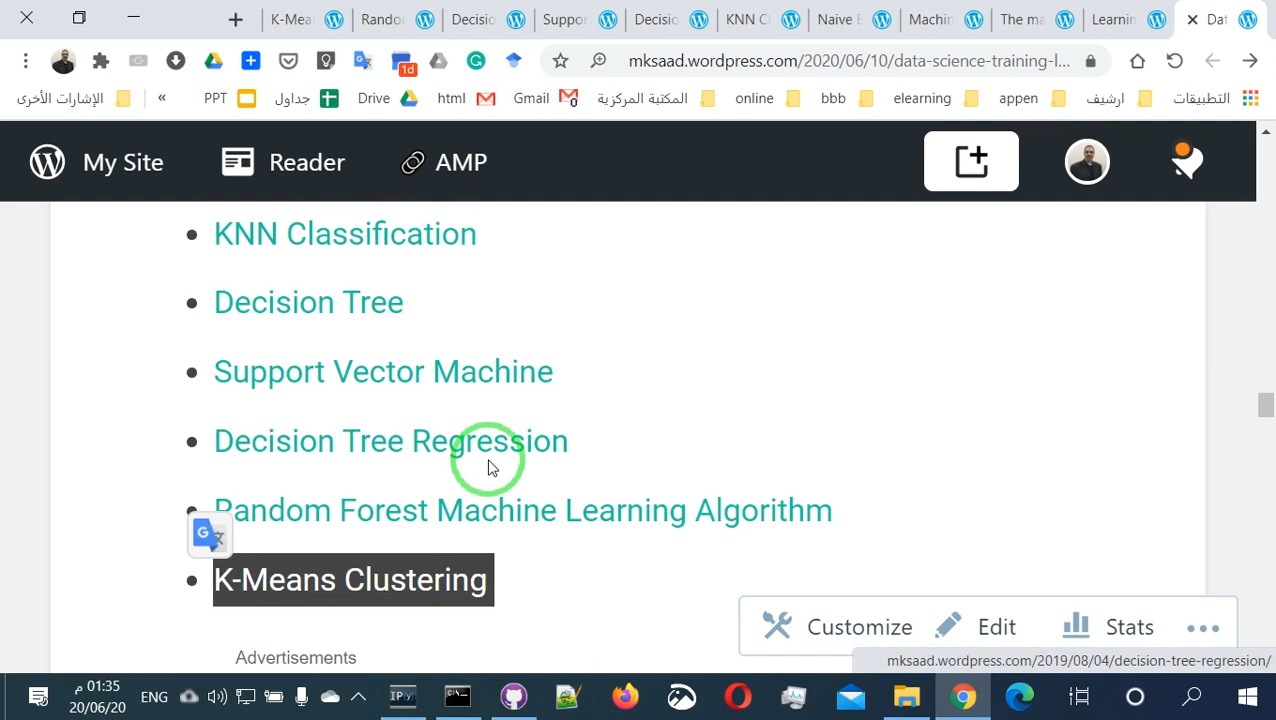 K-Mea
Rando
Decisio
Suppor
Decisio
KNN C
Naive B
Machin
The ma
Learnin
Dat
1d
mksaad.wordpress.com/2020/06/10/data-science-training-l...
الإشارات الأخرى
«
PPT
جداول
Drive
html
Gmail
المكتبة المركزية
online
bbb
elearning
appen
ارشيف
التطبيقات
My Site
Reader
AMP
KNN Classification
Decision Tree
Support Vector Machine
Decision Tree Regression
Random Forest Machine Learning Algorithm
K-Means Clustering
Advertisements
Customize
Edit
Stats
mksaad.wordpress.com/2019/08/04/decision-tree-regression/
01:35 م
20/06/20
ENG